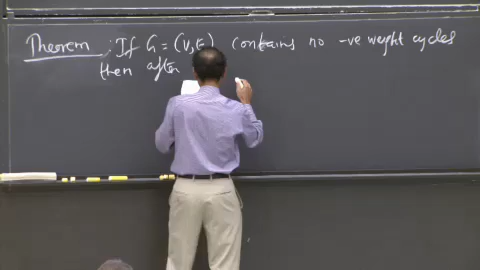 Theorem : If G = (V, E) contains no -ve weight cycles
then after